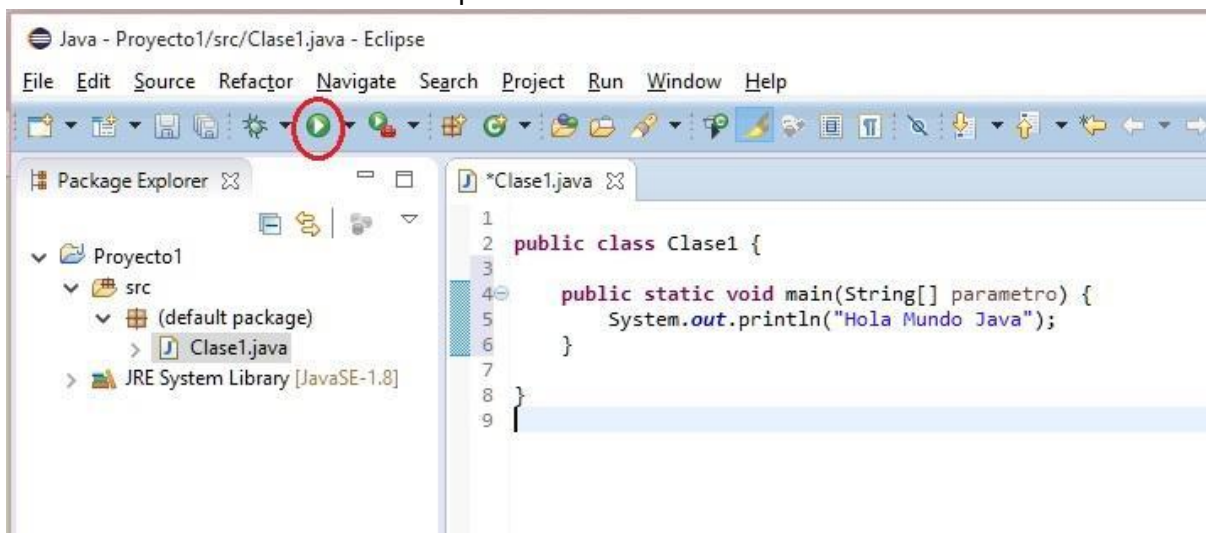 Java - Proyecto1/src/Clase1.java - Eclipse
File Edit Source Refactor Navigate Search Project Run Window Help
Package Explorer
*Clase1.java
Proyecto1
src
(default package)
Clase1.java
JRE System Library [JavaSE-1.8]
1
2 public class Clase1 {
3
4 public static void main(String[] parametro) {
5 System.out.println("Hola Mundo Java");
6 }
7
8 }
9